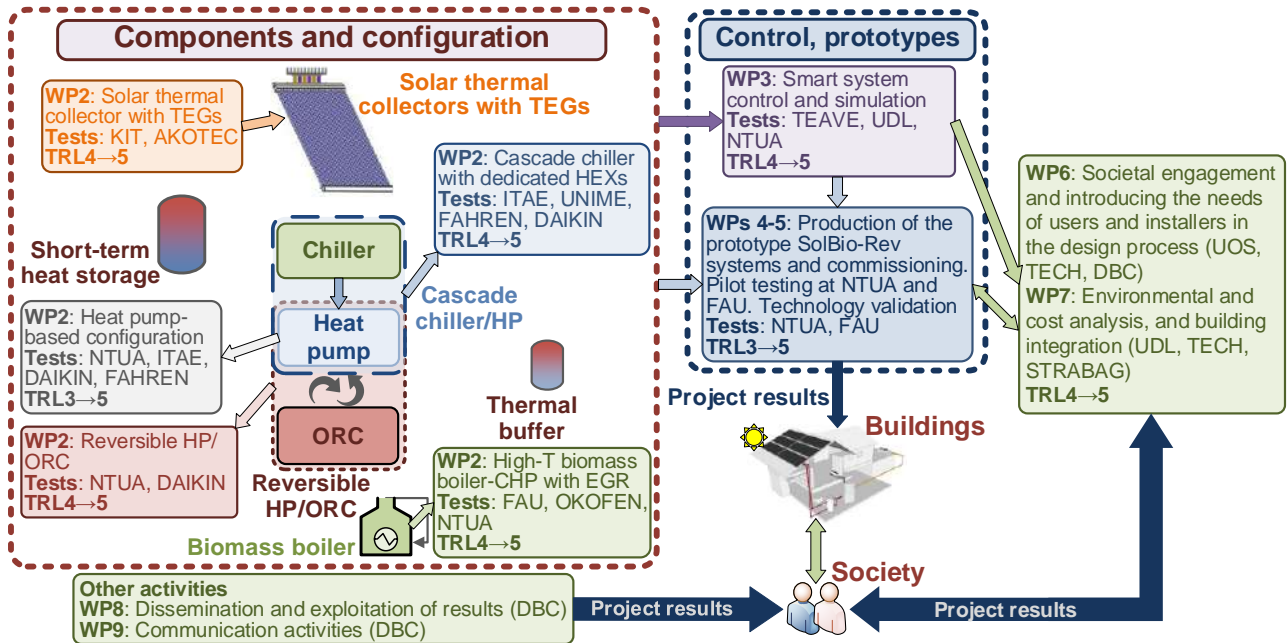 Components and configuration
WP2: Solar thermal
collector with TEGs
Tests: KIT, AKOTEC
TRL4→5
Solar thermal
collectors with TEGs
WP2: Cascade chiller
with dedicated HEXs
Tests: ITAE, UNIME,
FAHREN, DAIKIN
TRL4→5
Short-term
heat storage
Chiller
Heat
pump
Cascade
chiller/HP
WP2: Heat pump-
based configuration
Tests: NTUA, ITAE,
DAIKIN, FAHREN
TRL3→5
WP2: Reversible HP/
ORC
Tests: NTUA, DAIKIN
TRL4→5
ORC
Reversible
HP/ORC
Thermal
buffer
Biomass boiler
WP2: High-T biomass
boiler-CHP with EGR
Tests: FAU, OKOFEN,
NTUA
TRL4→5
Control, prototypes
WP3: Smart system
control and simulation
Tests: TEAVE, UDL,
NTUA
TRL4→5
WPs 4-5: Production of the
prototype SolBio-Rev
systems and commissioning.
Pilot testing at NTUA and
FAU. Technology validation
Tests: NTUA, FAU
TRL3→5
WP6: Societal engagement
and introducing the needs
of users and installers
in the design process (UOS,
TECH, DBC)
WP7: Environmental and
cost analysis, and building
integration (UDL, TECH,
STRABAG)
TRL4→5
Project results
Buildings
Society
Other activities
WP8: Dissemination and exploitation of results (DBC)
WP9: Communication activities (DBC)
Project results
Project results